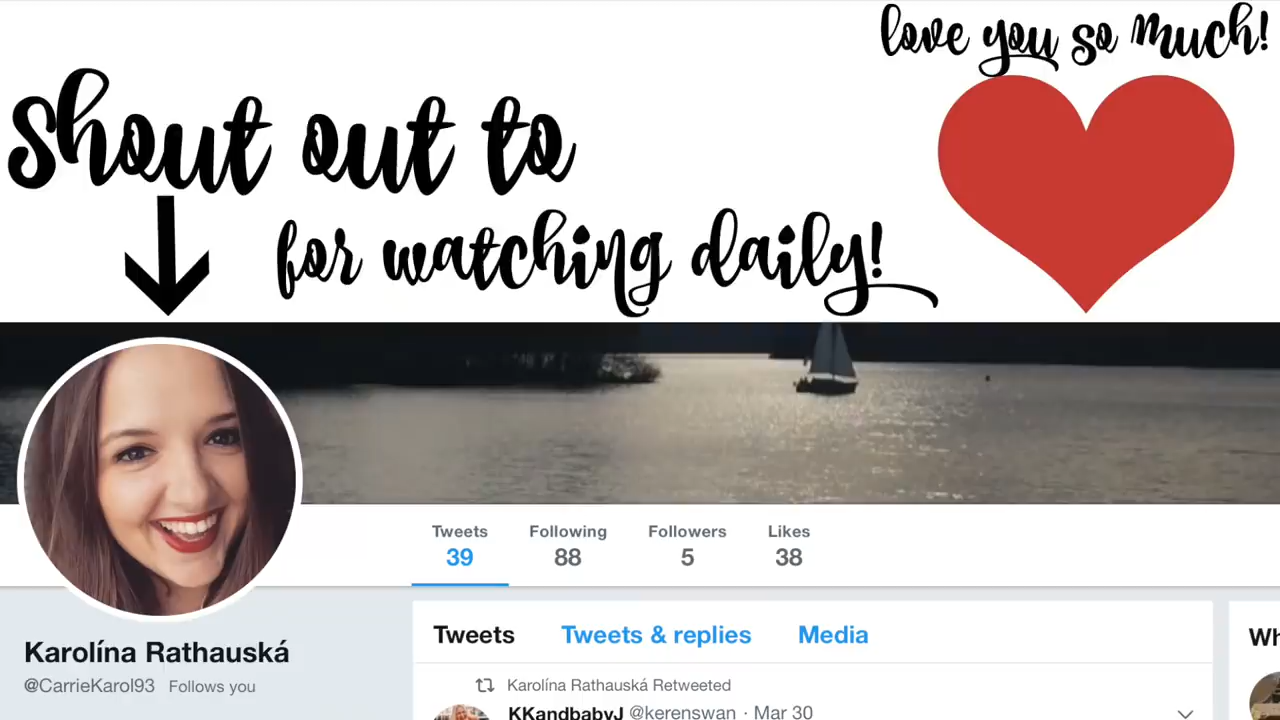 love you so much!
shout out to
for watching daily!
Tweets Following Followers Likes
39 88 5 38
Tweets Tweets & replies Media
Karolína Rathauská
@CarrieKarol93 Follows you
Karolína Rathauská Retweeted
KKandbabyJ @kerenswan · Mar 30